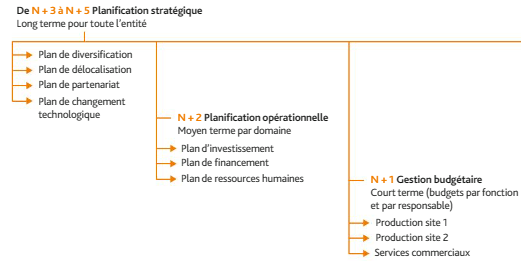 De N + 3 à N + 5 Planification stratégique
Long terme pour toute l'entité
Plan de diversification
Plan de délocalisation
Plan de partenariat
Plan de changement
technologique
N + 2 Planification opérationnelle
Moyen terme par domaine
Plan d'investissement
Plan de financement
Plan de ressources humaines
N + 1 Gestion budgétaire
Court terme (budgets par fonction
et par responsable)
Production site 1
Production site 2
Services commerciaux